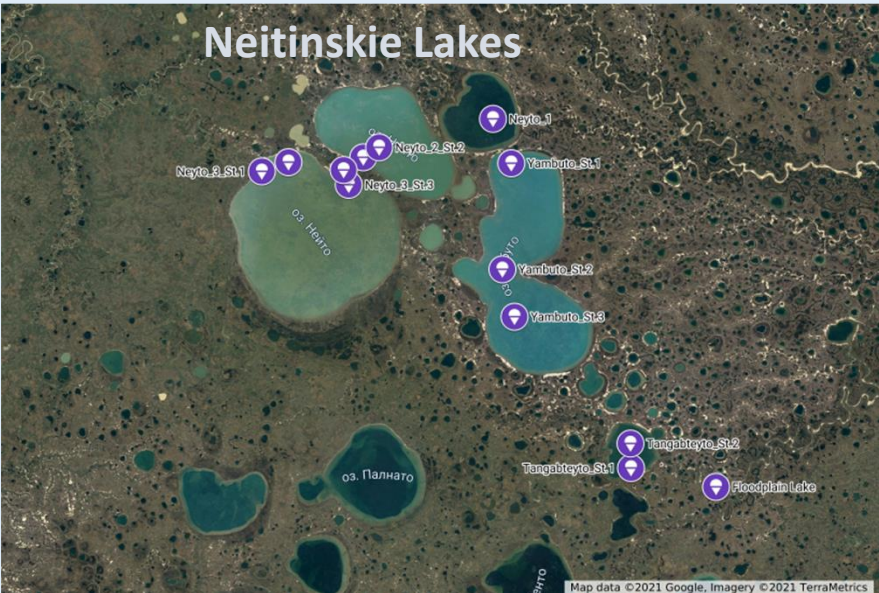 Neitinskie Lakes
Neyto_1
Neyto_2_St.2
Yambuto_St.1
Neyto_3_St.1
Neyto_3_St.3
оз. Нейто
Yambuto_St.2
Yambuto_St.3
Tangabteyto_St.2
Tangabteyto_St.1
оз. Палнато
Floodplain Lake
Map data ©2021 Google, Imagery ©2021 TerraMetrics